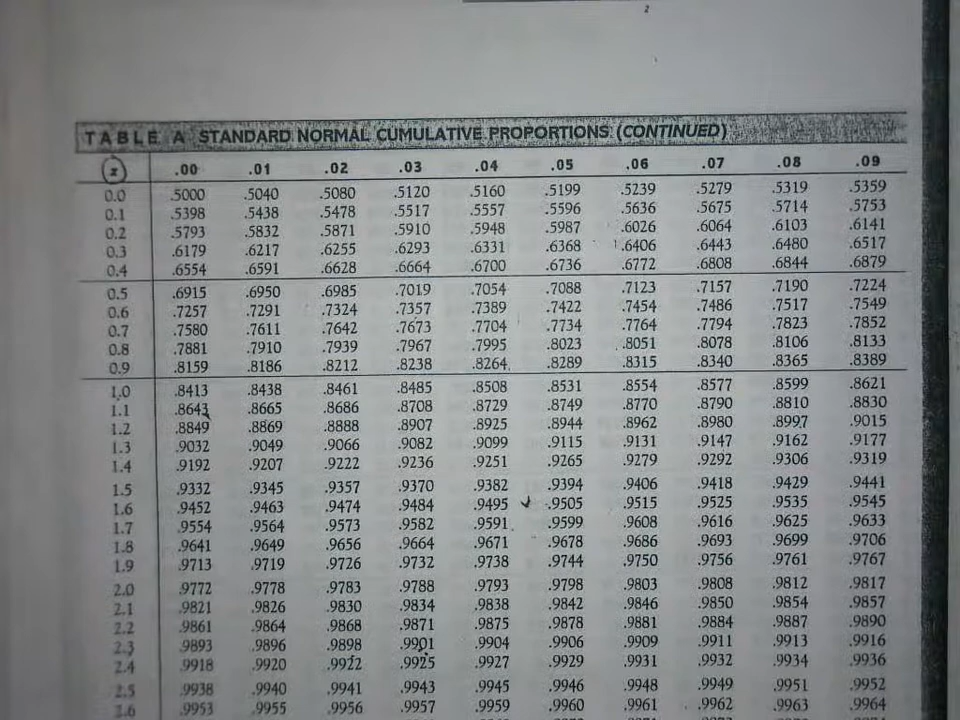 2
TABLE A STANDARD NORMAL CUMULATIVE PROPORTIONS (CONTINUED)
z .00 .01 .02 .03 .04 .05 .06 .07 .08 .09
0.0 .5000 .5040 .5080 .5120 .5160 .5199 .5239 .5279 .5319 .5359
0.1 .5398 .5438 .5478 .5517 .5557 .5596 .5636 .5675 .5714 .5753
0.2 .5793 .5832 .5871 .5910 .5948 .5987 .6026 .6064 .6103 .6141
0.3 .6179 .6217 .6255 .6293 .6331 .6368 .6406 .6443 .6480 .6517
0.4 .6554 .6591 .6628 .6664 .6700 .6736 .6772 .6808 .6844 .6879
0.5 .6915 .6950 .6985 .7019 .7054 .7088 .7123 .7157 .7190 .7224
0.6 .7257 .7291 .7324 .7357 .7389 .7422 .7454 .7486 .7517 .7549
0.7 .7580 .7611 .7642 .7673 .7704 .7734 .7764 .7794 .7823 .7852
0.8 .7881 .7910 .7939 .7967 .7995 .8023 .8051 .8078 .8106 .8133
0.9 .8159 .8186 .8212 .8238 .8264 .8289 .8315 .8340 .8365 .8389
1.0 .8413 .8438 .8461 .8485 .8508 .8531 .8554 .8577 .8599 .8621
1.1 .8643 .8665 .8686 .8708 .8729 .8749 .8770 .8790 .8810 .8830
1.2 .8849 .8869 .8888 .8907 .8925 .8944 .8962 .8980 .8997 .9015
1.3 .9032 .9049 .9066 .9082 .9099 .9115 .9131 .9147 .9162 .9177
1.4 .9192 .9207 .9222 .9236 .9251 .9265 .9279 .9292 .9306 .9319
1.5 .9332 .9345 .9357 .9370 .9382 .9394 .9406 .9418 .9429 .9441
1.6 .9452 .9463 .9474 .9484 .9495 .9505 .9515 .9525 .9535 .9545
1.7 .9554 .9564 .9573 .9582 .9591 .9599 .9608 .9616 .9625 .9633
1.8 .9641 .9649 .9656 .9664 .9671 .9678 .9686 .9693 .9699 .9706
1.9 .9713 .9719 .9726 .9732 .9738 .9744 .9750 .9756 .9761 .9767
2.0 .9772 .9778 .9783 .9788 .9793 .9798 .9803 .9808 .9812 .9817
2.1 .9821 .9826 .9830 .9834 .9838 .9842 .9846 .9850 .9854 .9857
2.2 .9861 .9864 .9868 .9871 .9875 .9878 .9881 .9884 .9887 .9890
2.3 .9893 .9896 .9898 .9901 .9904 .9906 .9909 .9911 .9913 .9916
2.4 .9918 .9920 .9922 .9925 .9927 .9929 .9931 .9932 .9934 .9936
2.5 .9938 .9940 .9941 .9943 .9945 .9946 .9948 .9949 .9951 .9952
2.6 .9953 .9955 .9956 .9957 .9959 .9960 .9961 .9962 .9963 .9964